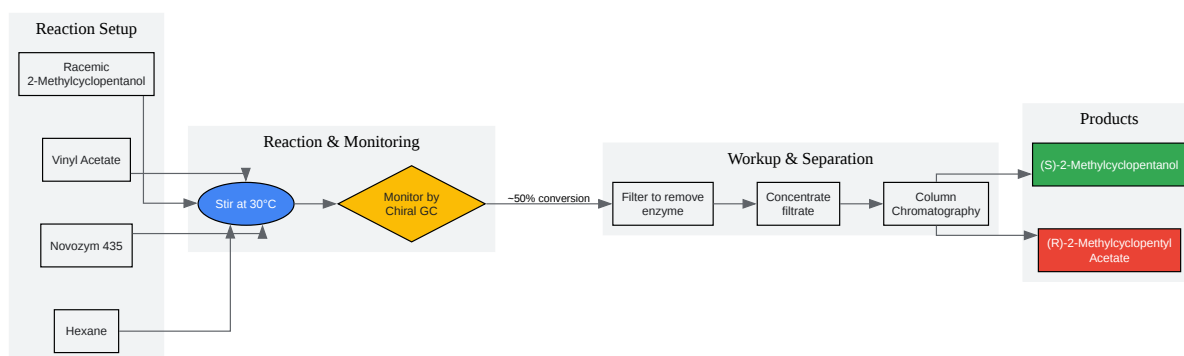 Reaction Setup
Racemic
2-Methylcyclopentanol
Vinyl Acetate
Novozym 435
Hexane
Reaction & Monitoring
Stir at 30°C
Monitor by
Chiral GC
~50% conversion
Workup & Separation
Filter to remove
enzyme
Concentrate
filtrate
Column
Chromatography
Products
(S)-2-Methylcyclopentanol
(R)-2-Methylcyclopentyl
Acetate